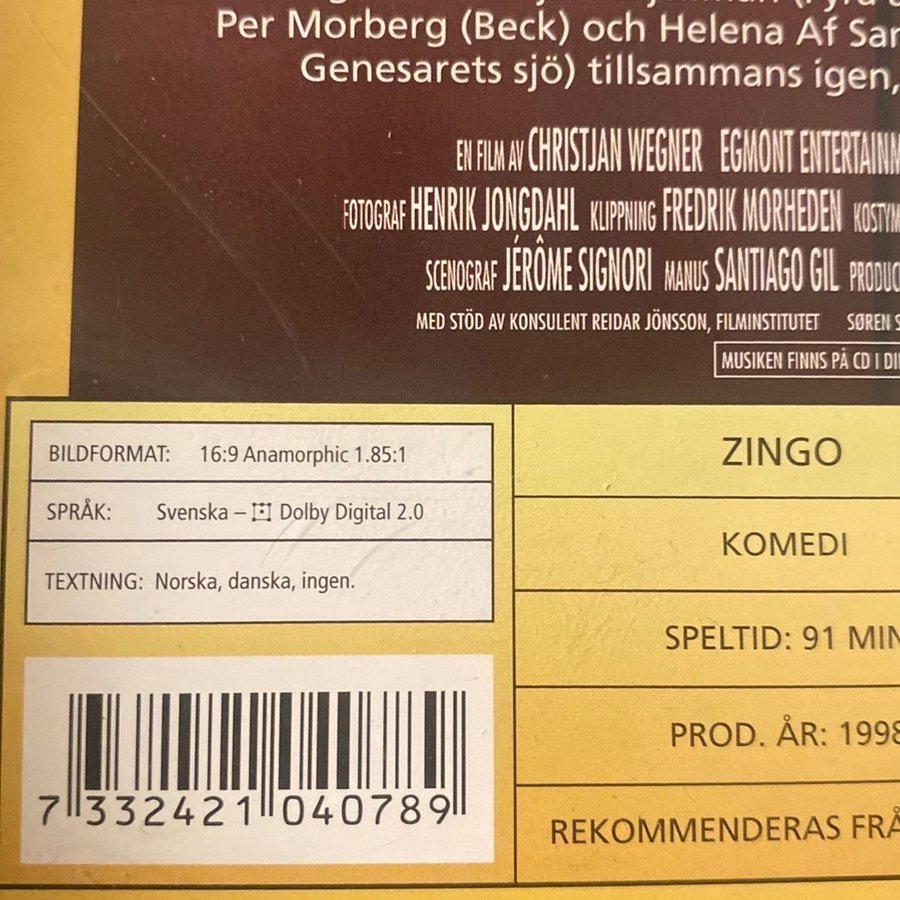 Per Morberg (Beck) och Helena Af
Genesarets sjö) tillsammans igen,
EN FILM AV CHRISTJAN WEGNER EGMONT
FOTOGRAF HENRIK JONGDAHL KLIPPNING FREDRIK MORHEDEN
SCENOGRAF JÉRÔME SIGNORI MANUS SANTIAGO GIL
MED STÖD AV KONSULENT REIDAR JÖNSSON, FILMINSTITUTET SØREN
MUSIKEN FINNS PÅ CD I
BILDFORMAT: 16:9 Anamorphic 1.85:1
SPRÅK: Svenska – Dolby Digital 2.0
TEXTNING: Norska, danska, ingen.
ZINGO
KOMEDI
SPELTID: 91 MIN
PROD. ÅR: 1998
REKOMMENDERAS
7 332421 040789